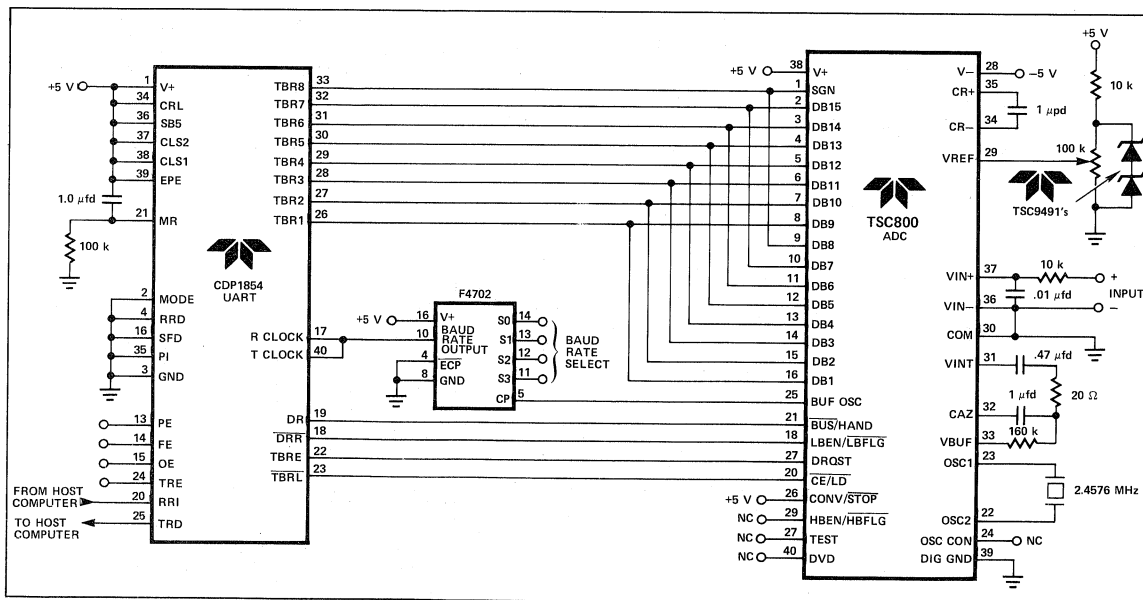 +5 V
1
V+
34
CRL
36
SB5
37
CLS2
38
CLS1
39
EPE
1.0 μfd
21
MR
100 k
2
MODE
4
RRD
16
SFD
35
PI
3
GND
13
PE
14
FE
15
OE
24
TRE
FROM HOST
COMPUTER
20
RRI
TO HOST
COMPUTER
25
TRD
CDP1854
UART
TBR8
33
TBR7
32
TBR6
31
TBR5
30
TBR4
29
TBR3
28
TBR2
27
TBR1
26
R CLOCK
17
T CLOCK
40
DR
19
DRR
18
TBRE
22
TBRL
23
F4702
+5 V
16
V+
10
BAUD
RATE
OUTPUT
4
ECP
8
GND
S0
14
S1
13
S2
12
S3
11
CP
5
BAUD
RATE
SELECT
+5 V
38
V+
1
SGN
2
DB15
3
DB14
4
DB13
5
DB12
6
DB11
7
DB10
8
DB9
9
DB8
10
DB7
11
DB6
12
DB5
13
DB4
14
DB3
15
DB2
16
DB1
25
BUF OSC
21
BUS/HAND
18
LBEN/LBFLG
27
DRQST
20
CE/LD
+5 V
26
CONV/STOP
NC
29
HBEN/HBFLG
NC
27
TEST
NC
40
DVD
TSC800
ADC
V−
28
−5 V
CR+
35
1 μpd
CR−
34
VREF
29
+5 V
10 k
100 k
TSC9491's
VIN+
37
10 k
+
INPUT
.01 μfd
VIN−
36
−
COM
30
VINT
31
.47 μfd
20 Ω
CAZ
32
1 μfd
VBUF
33
160 k
OSC1
23
2.4576 MHz
OSC2
22
OSC CON
24
NC
DIG GND
39